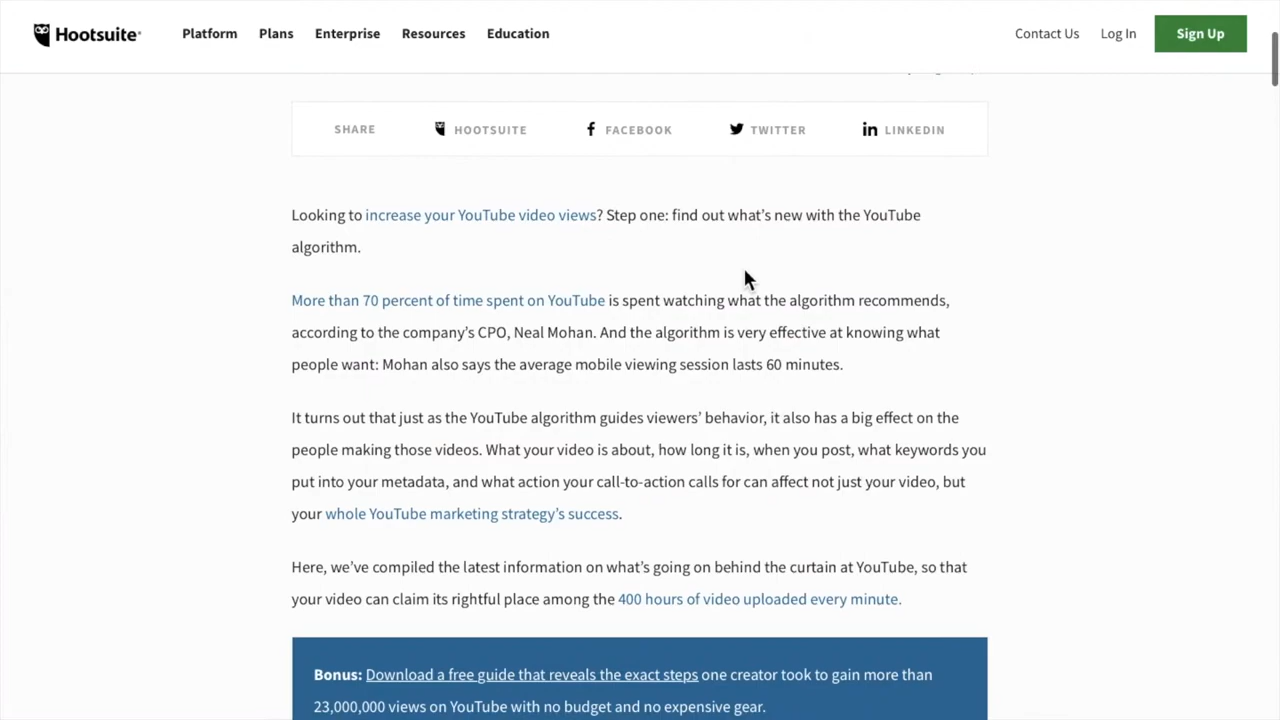 Hootsuite® Platform Plans Enterprise Resources Education Contact Us Log In Sign Up
SHARE HOOTSUITE FACEBOOK TWITTER LINKEDIN
Looking to increase your YouTube video views? Step one: find out what’s new with the YouTube
algorithm.
More than 70 percent of time spent on YouTube is spent watching what the algorithm recommends,
according to the company’s CPO, Neal Mohan. And the algorithm is very effective at knowing what
people want: Mohan also says the average mobile viewing session lasts 60 minutes.
It turns out that just as the YouTube algorithm guides viewers’ behavior, it also has a big effect on the
people making those videos. What your video is about, how long it is, when you post, what keywords you
put into your metadata, and what action your call-to-action calls for can affect not just your video, but
your whole YouTube marketing strategy’s success.
Here, we’ve compiled the latest information on what’s going on behind the curtain at YouTube, so that
your video can claim its rightful place among the 400 hours of video uploaded every minute.
Bonus: Download a free guide that reveals the exact steps one creator took to gain more than
23,000,000 views on YouTube with no budget and no expensive gear.